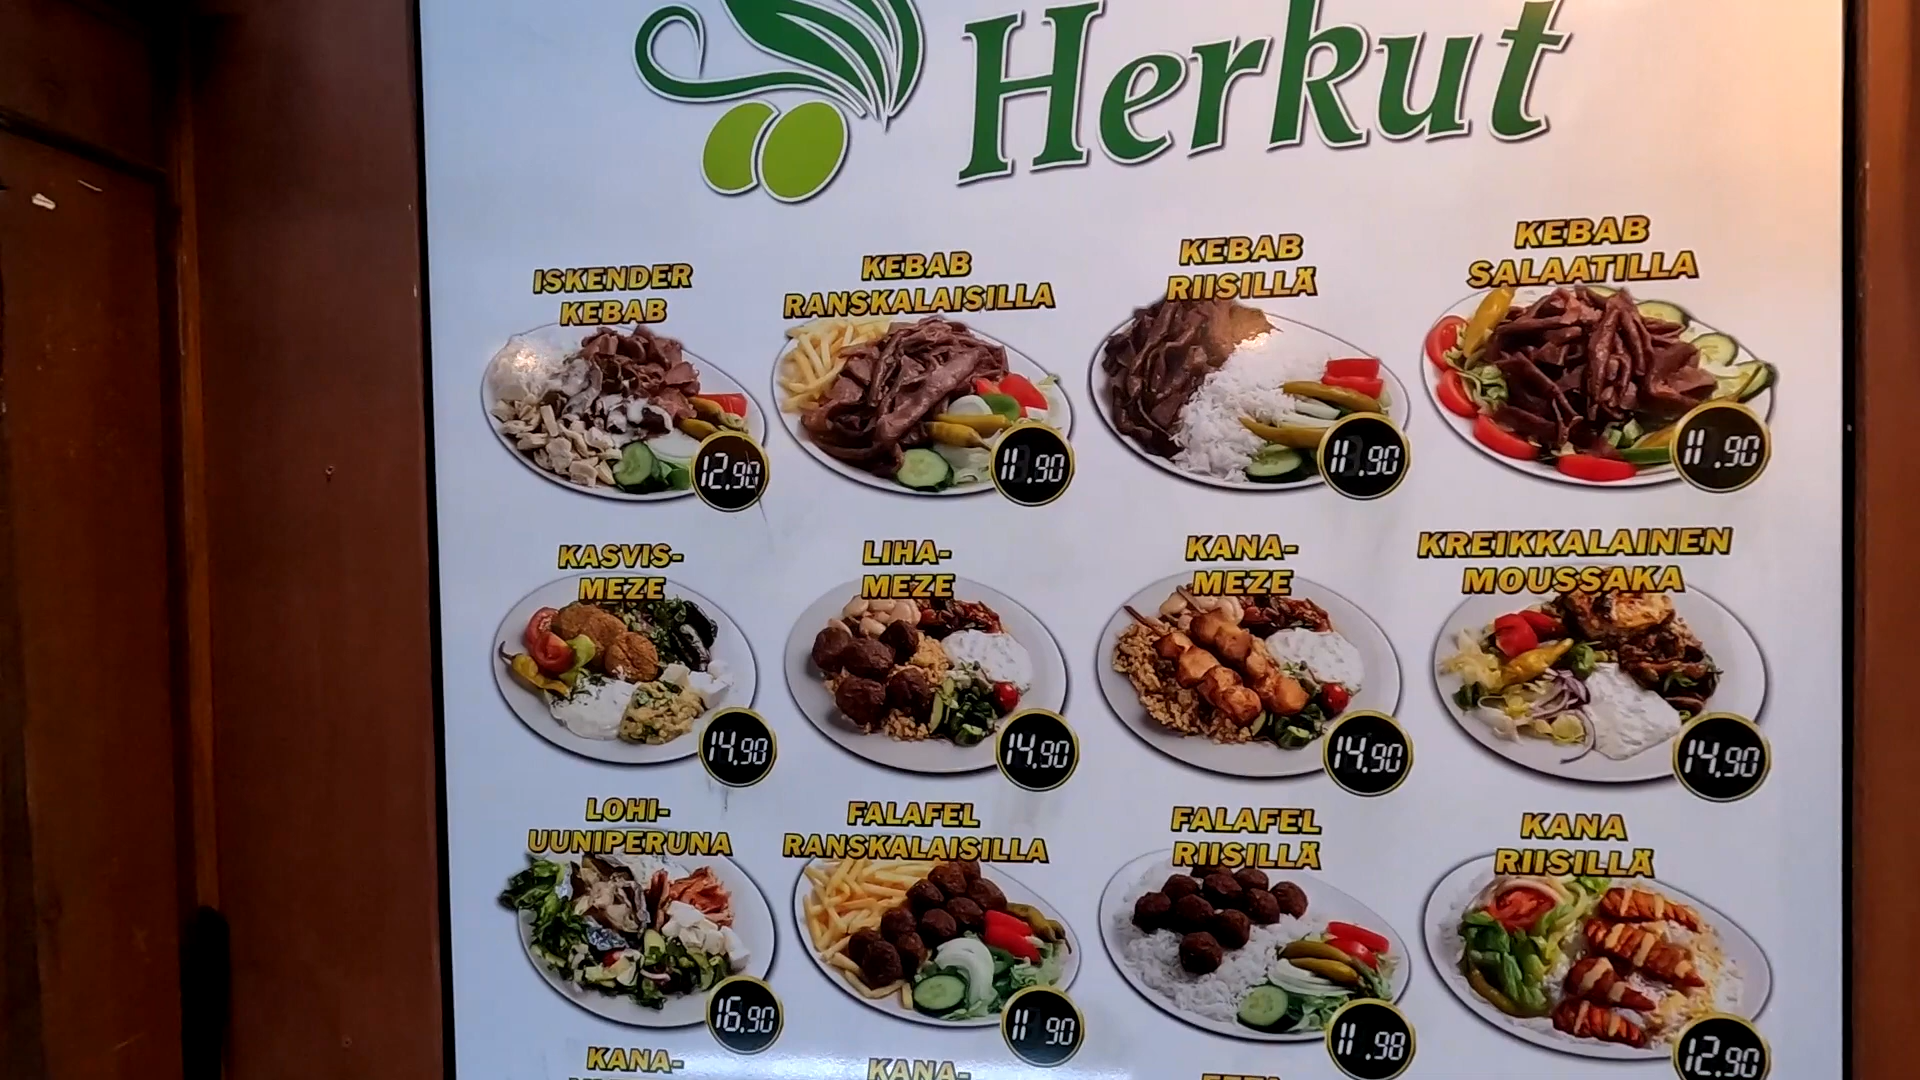 Herkut
ISKENDER
KEBAB
12.90
KEBAB
RANSKALAISILLA
11.90
KEBAB
RIISILLÄ
11.90
KEBAB
SALAATILLA
11.90
KASVIS-
MEZE
14.90
LIHA-
MEZE
14.90
KANA-
MEZE
14.90
KREIKKALAINEN
MOUSSAKA
14.90
LOHI-
UUNIPERUNA
16.90
FALAFEL
RANSKALAISILLA
11 90
FALAFEL
RIISILLÄ
11.98
KANA
RIISILLÄ
12.90
KANA-
KANA-